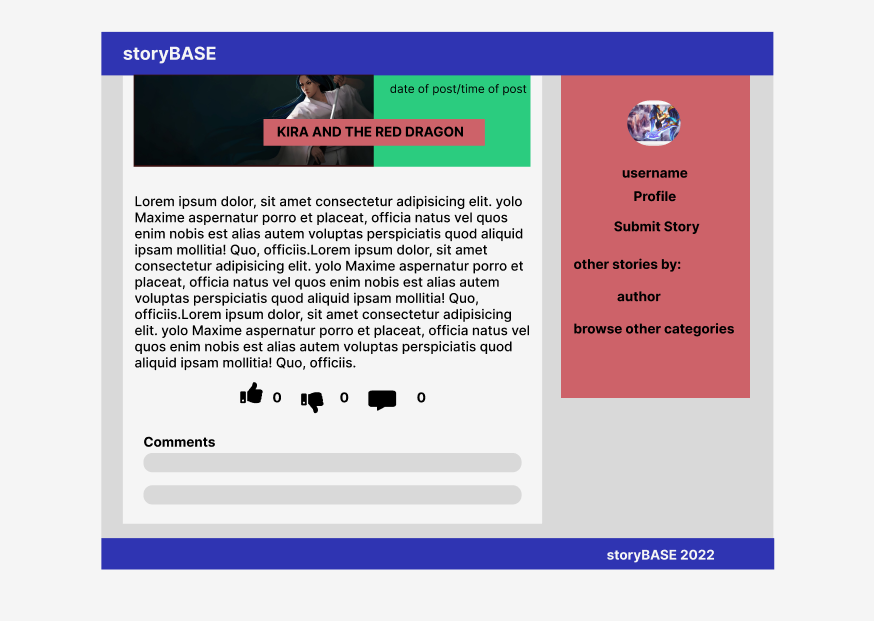 storyBASE
date of post/time of post
KIRA AND THE RED DRAGON
Lorem ipsum dolor, sit amet consectetur adipisicing elit. yolo
Maxime aspernatur porro et placeat, officia natus vel quos
enim nobis est alias autem voluptas perspiciatis quod aliquid
ipsam mollitia! Quo, officiis.Lorem ipsum dolor, sit amet
consectetur adipisicing elit. yolo Maxime aspernatur porro et
placeat, officia natus vel quos enim nobis est alias autem
voluptas perspiciatis quod aliquid ipsam mollitia! Quo,
officiis.Lorem ipsum dolor, sit amet consectetur adipisicing
elit. yolo Maxime aspernatur porro et placeat, officia natus vel
quos enim nobis est alias autem voluptas perspiciatis quod
aliquid ipsam mollitia! Quo, officiis.
0 0 0
Comments
username
Profile
Submit Story
other stories by:
author
browse other categories
storyBASE 2022